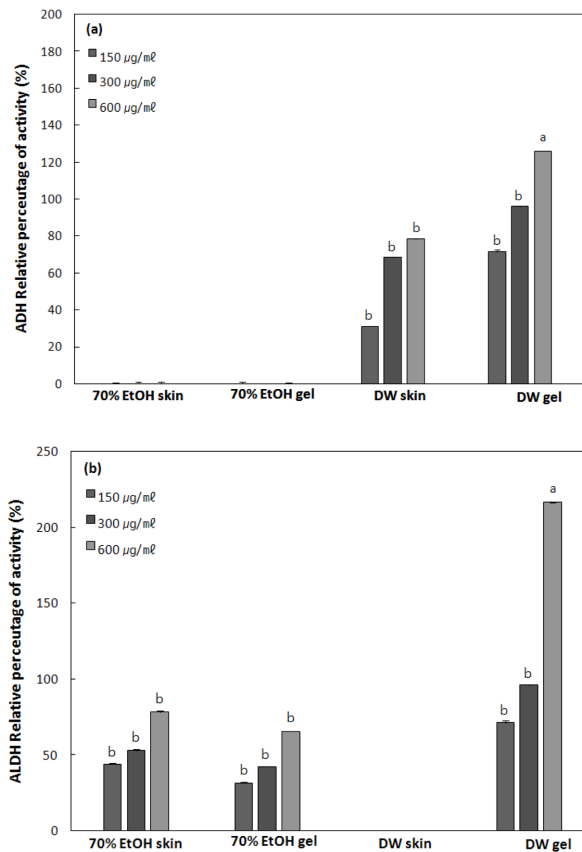 (a)
150 ㎍/㎖
300 ㎍/㎖
600 ㎍/㎖
ADH Relative perceutage of activity (%)
200
180
160
140
120
100
80
60
40
20
0
b
b
b
b
b
a
70% EtOH skin
70% EtOH gel
DW skin
DW gel
(b)
150 ㎍/㎖
300 ㎍/㎖
600 ㎍/㎖
ALDH Relative perceutage of activity (%)
250
200
150
100
50
0
b
b
b
b
b
b
b
b
a
70% EtOH skin
70% EtOH gel
DW skin
DW gel